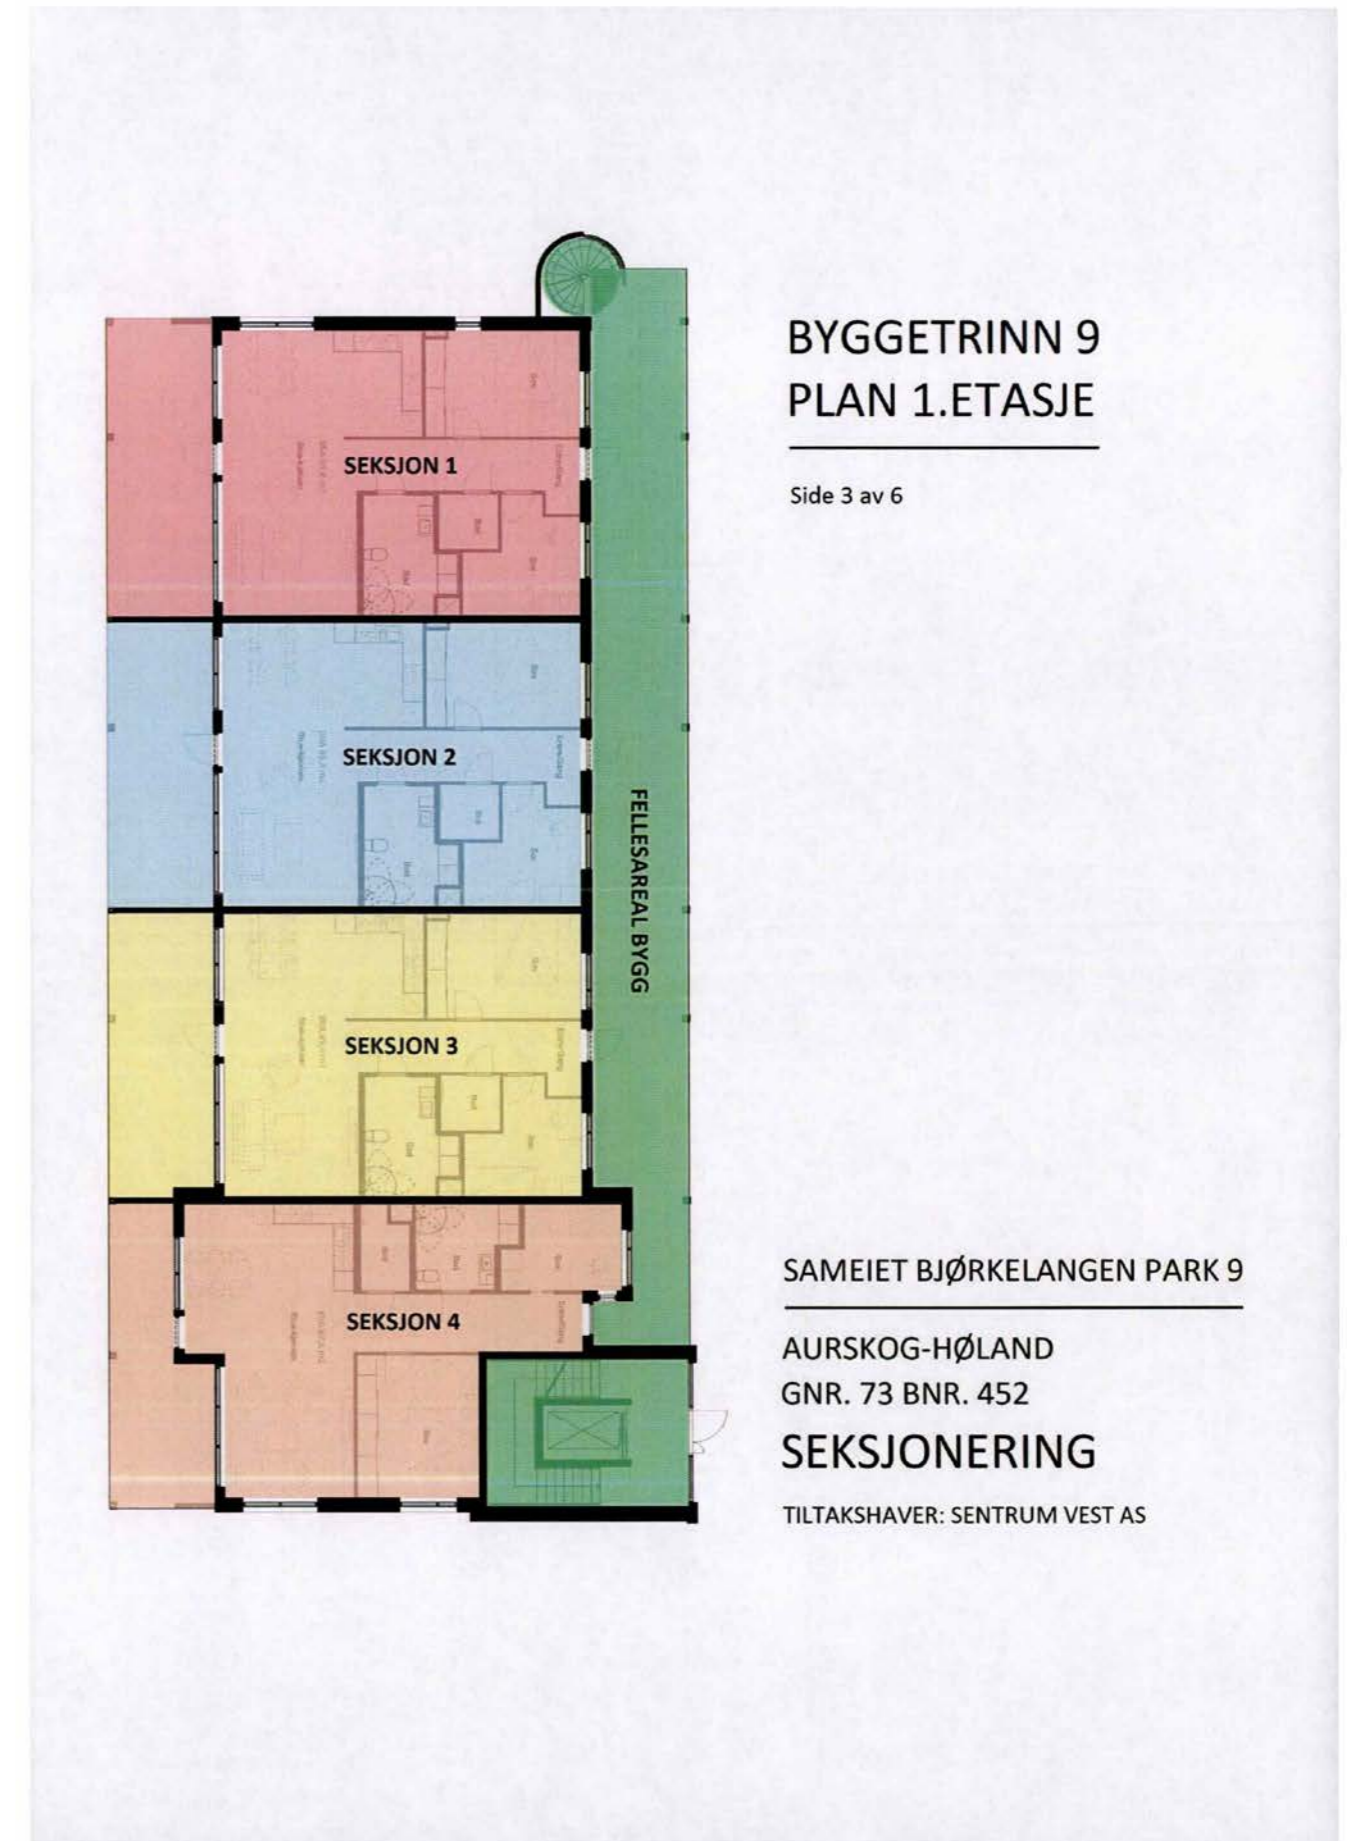 BYGGETRINN 9
PLAN 1.ETASJE
Side 3 av 6
SEKSJON 1
SEKSJON 2
SEKSJON 3
SEKSJON 4
FELLESAREAL BYGG
SAMEIET BJØRKELANGEN PARK 9
AURSKOG-HØLAND
GNR. 73 BNR. 452
SEKSJONERING
TILTAKSHAVER: SENTRUM VEST AS